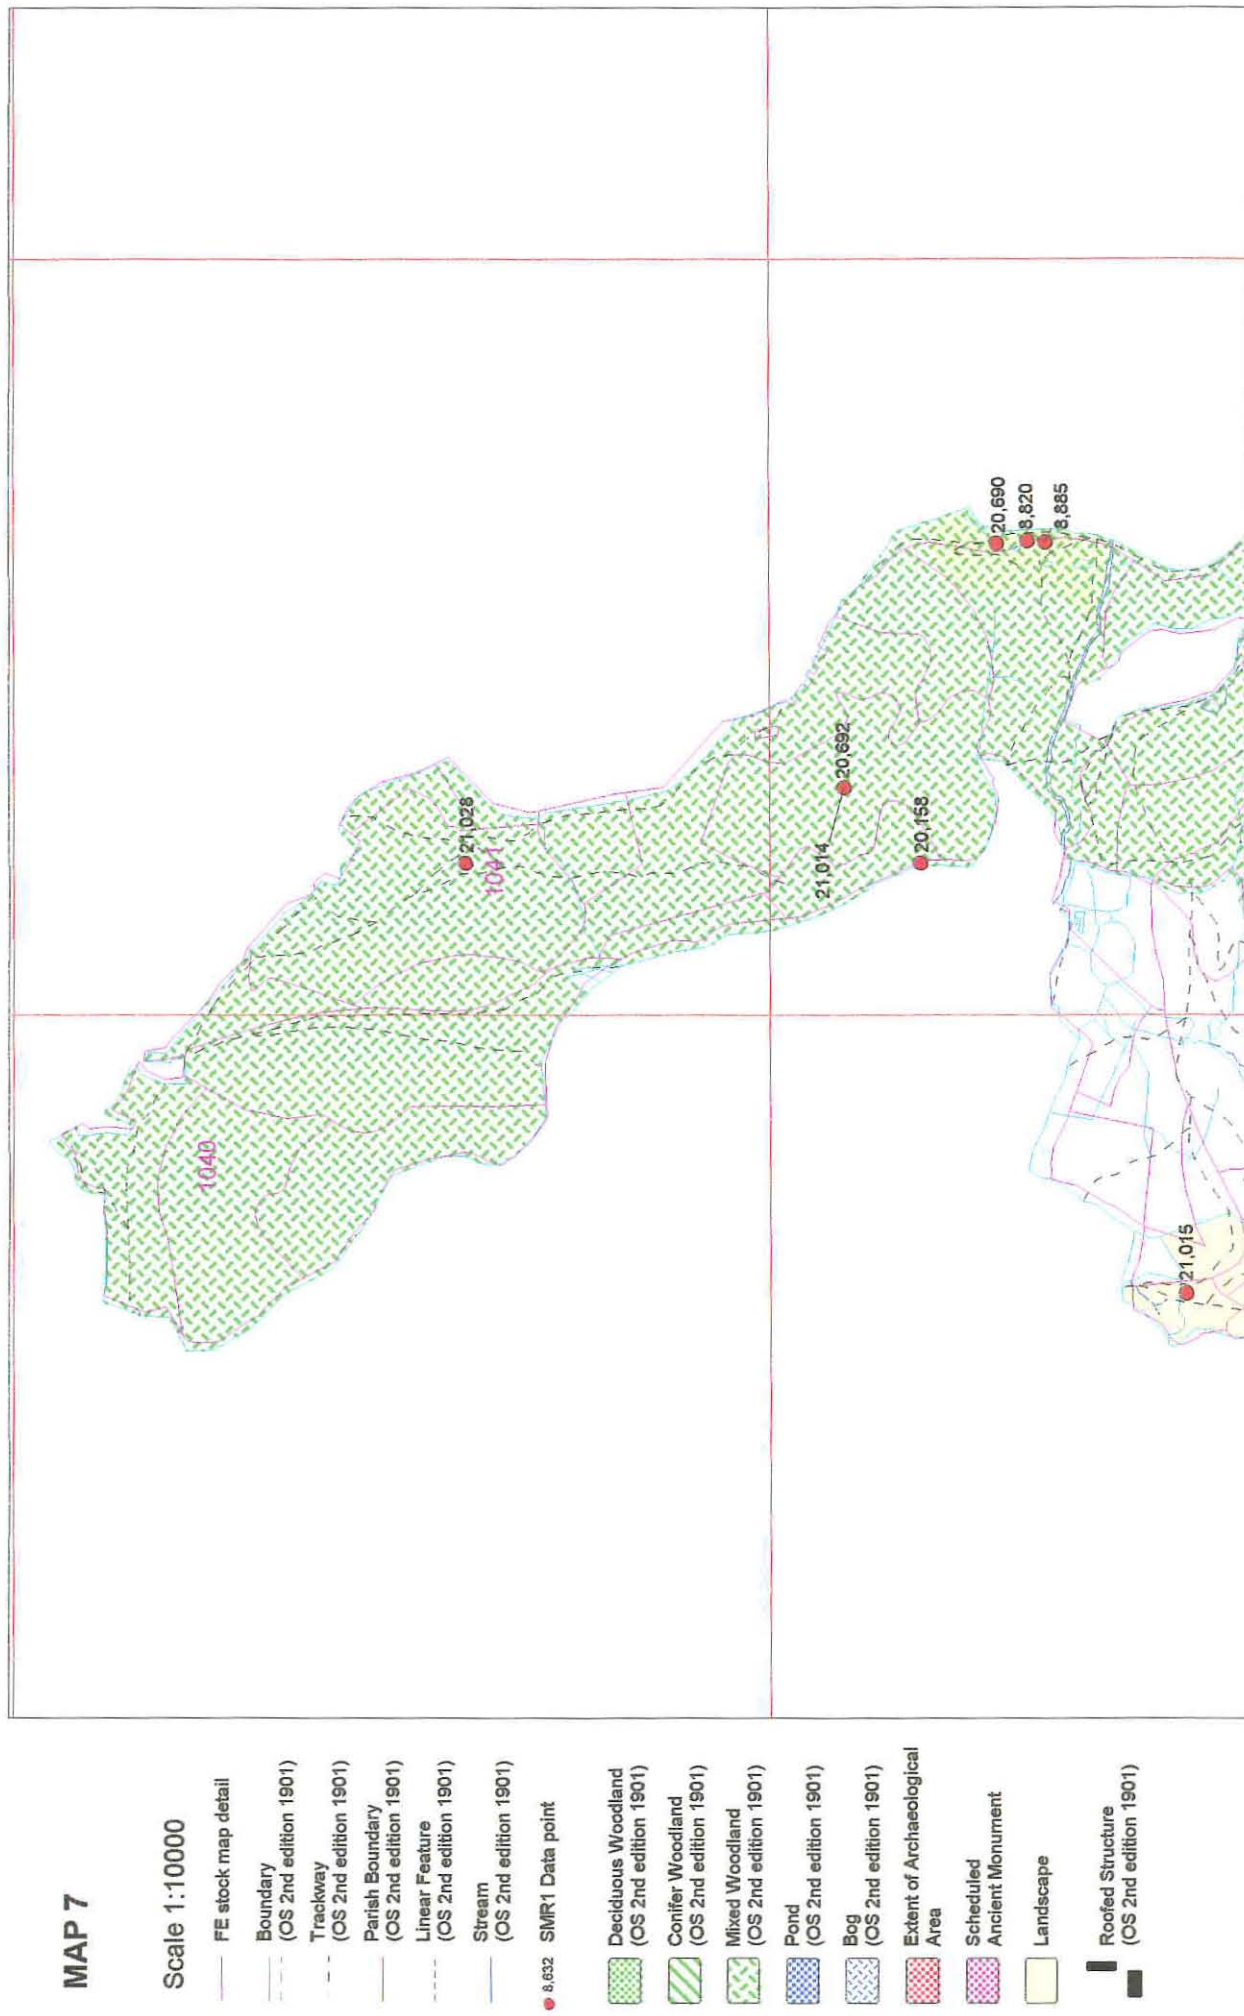 MAP 7
Scale 1:10000
FE stock map detail
Boundary
(OS 2nd edition 1901)
Trackway
(OS 2nd edition 1901)
Parish Boundary
(OS 2nd edition 1901)
Linear Feature
(OS 2nd edition 1901)
Stream
(OS 2nd edition 1901)
8,632 SMR1 Data point
Deciduous Woodland
(OS 2nd edition 1901)
Conifer Woodland
(OS 2nd edition 1901)
Mixed Woodland
(OS 2nd edition 1901)
Pond
(OS 2nd edition 1901)
Bog
(OS 2nd edition 1901)
Extent of Archaeological
Area
Scheduled
Ancient Monument
Landscape
Roofed Structure
(OS 2nd edition 1901)
1040
21,028
1041
21,014
20,692
20,158
20,690
8,820
8,885
21,015